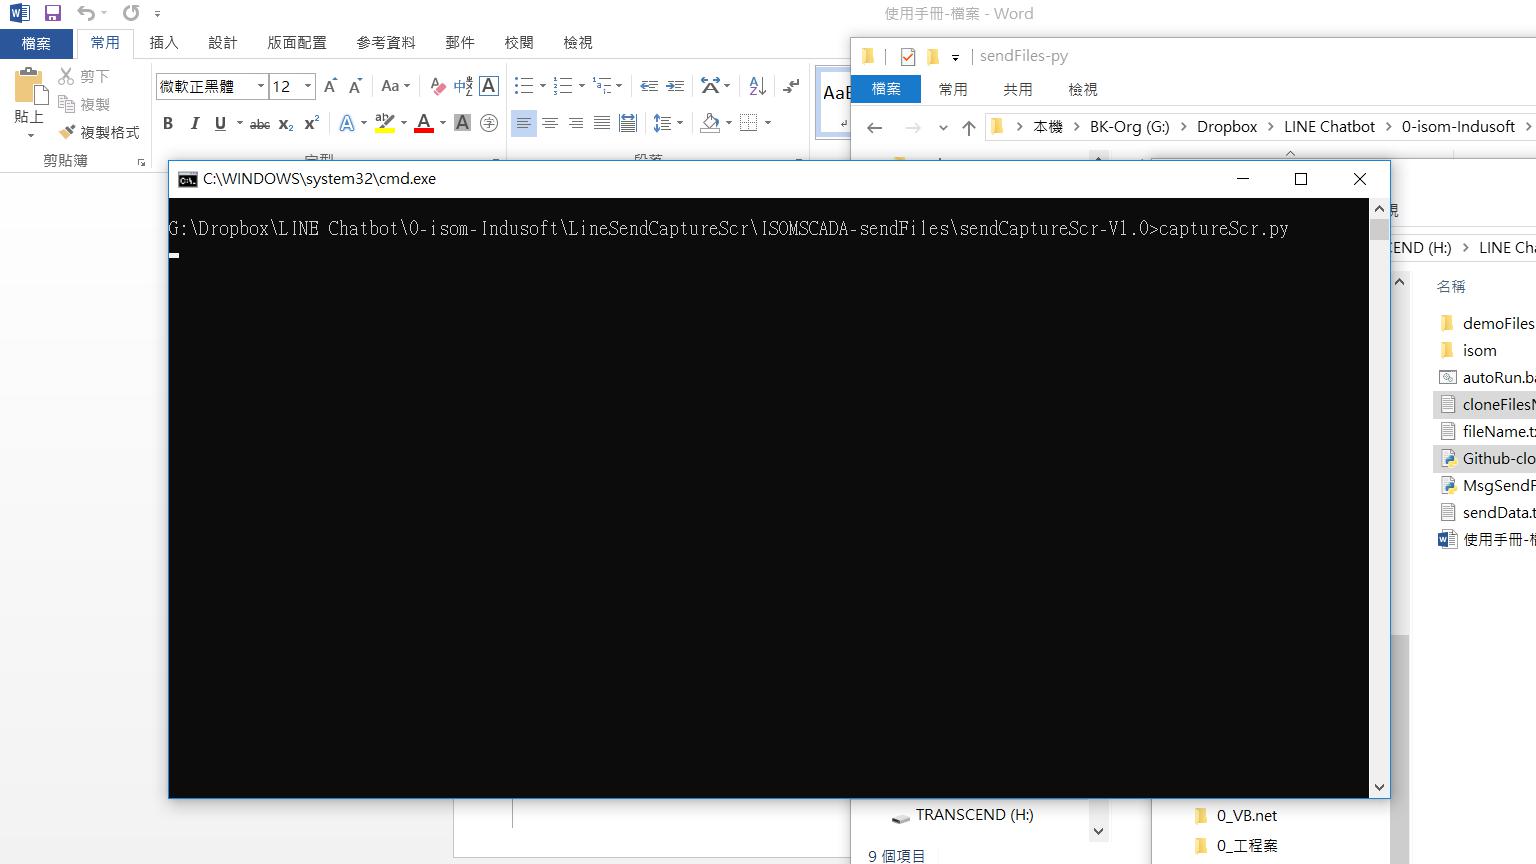 使用手冊-檔案 - Word
檔案 常用 插入 設計 版面配置 參考資料 郵件 校閱 檢視
貼上
剪下
複製
複製格式
剪貼簿
微軟正黑體 12
sendFiles-py
檔案 常用 共用 檢視
本機 BK-Org (G:) Dropbox LINE Chatbot 0-isom-Indusoft
C:\WINDOWS\system32\cmd.exe
G:\Dropbox\LINE Chatbot\0-isom-Indusoft\LineSendCaptureScr\ISOMSCADA-sendFiles\sendCaptureScr-V1.0>captureScr.py
(H:) LINE
名稱
demoFiles
isom
autoRun.ba
cloneFilesN
fileName.tx
Github-clo
MsgSendF
sendData.t
使用手冊-檔
TRANSCEND (H:)
9 個項目
0_VB.net
0_工程案